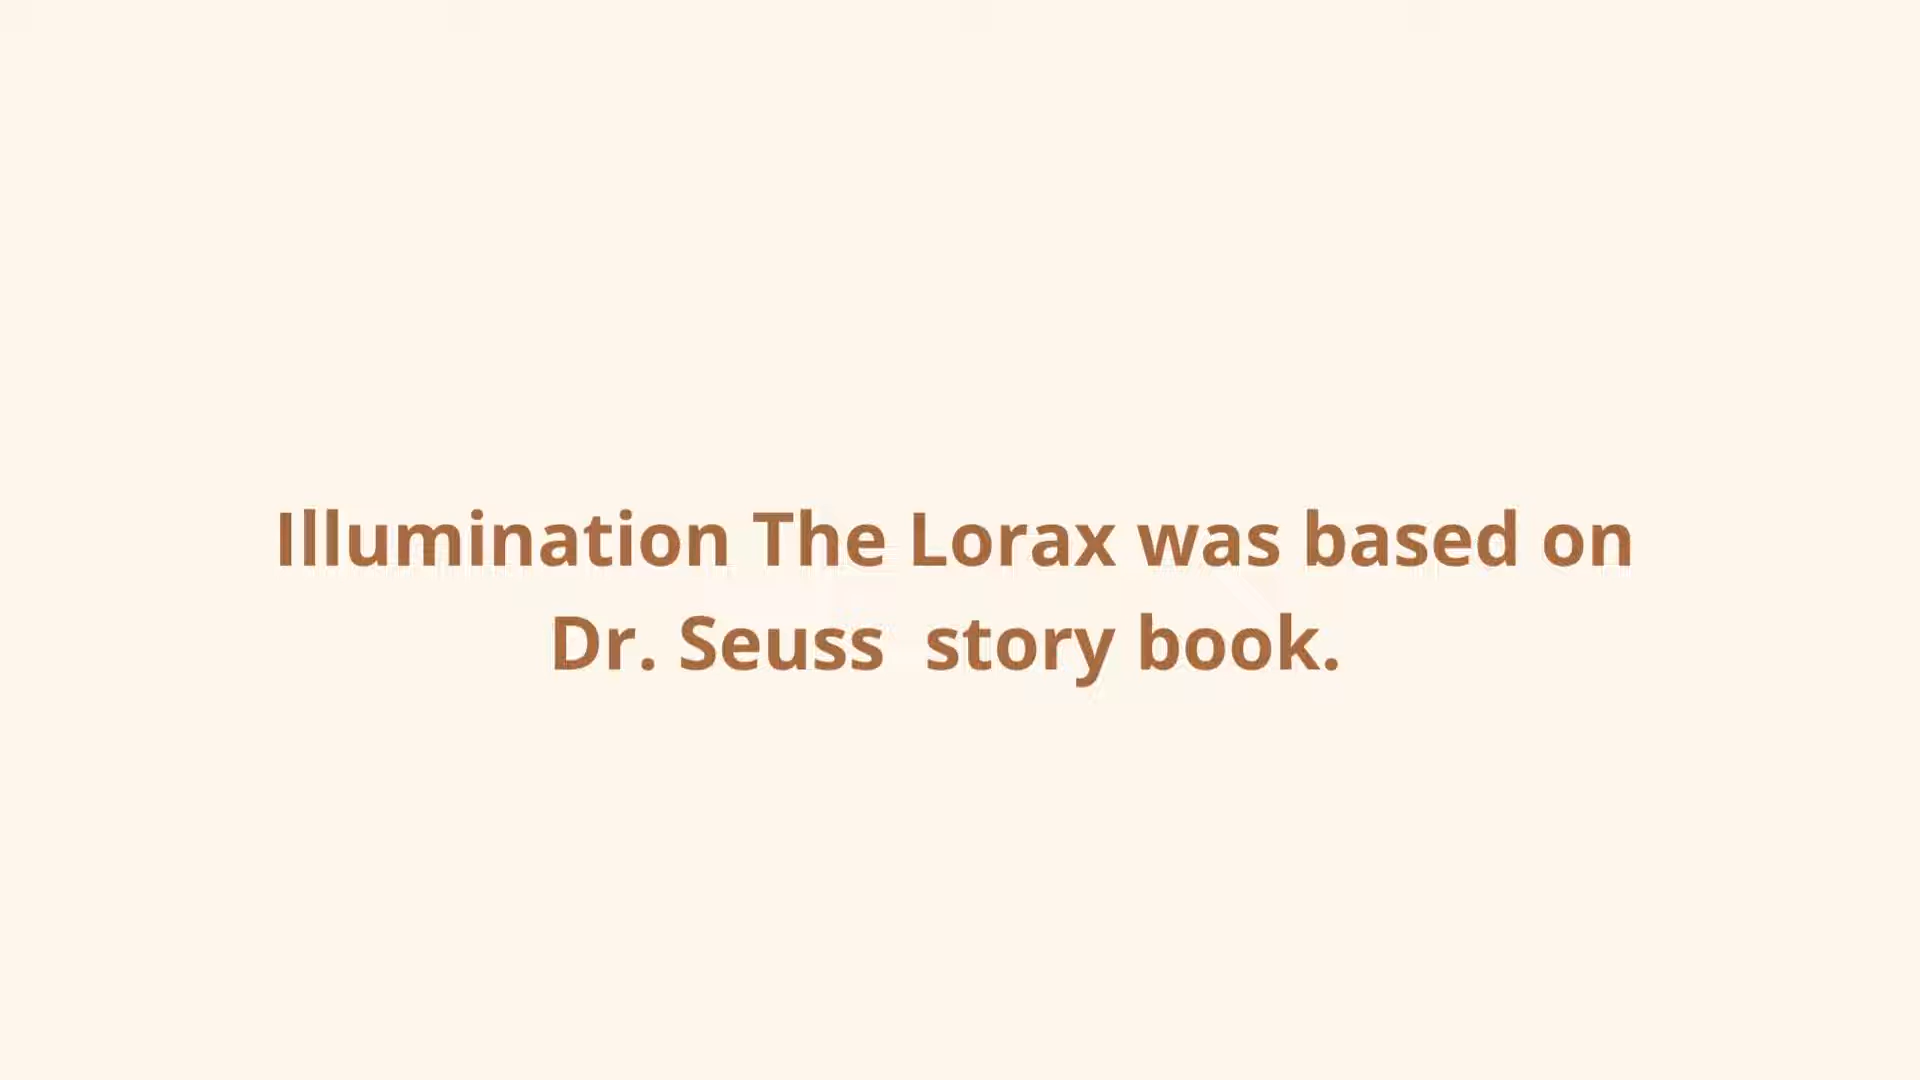 Illumination The Lorax was based on
Dr. Seuss  story book.